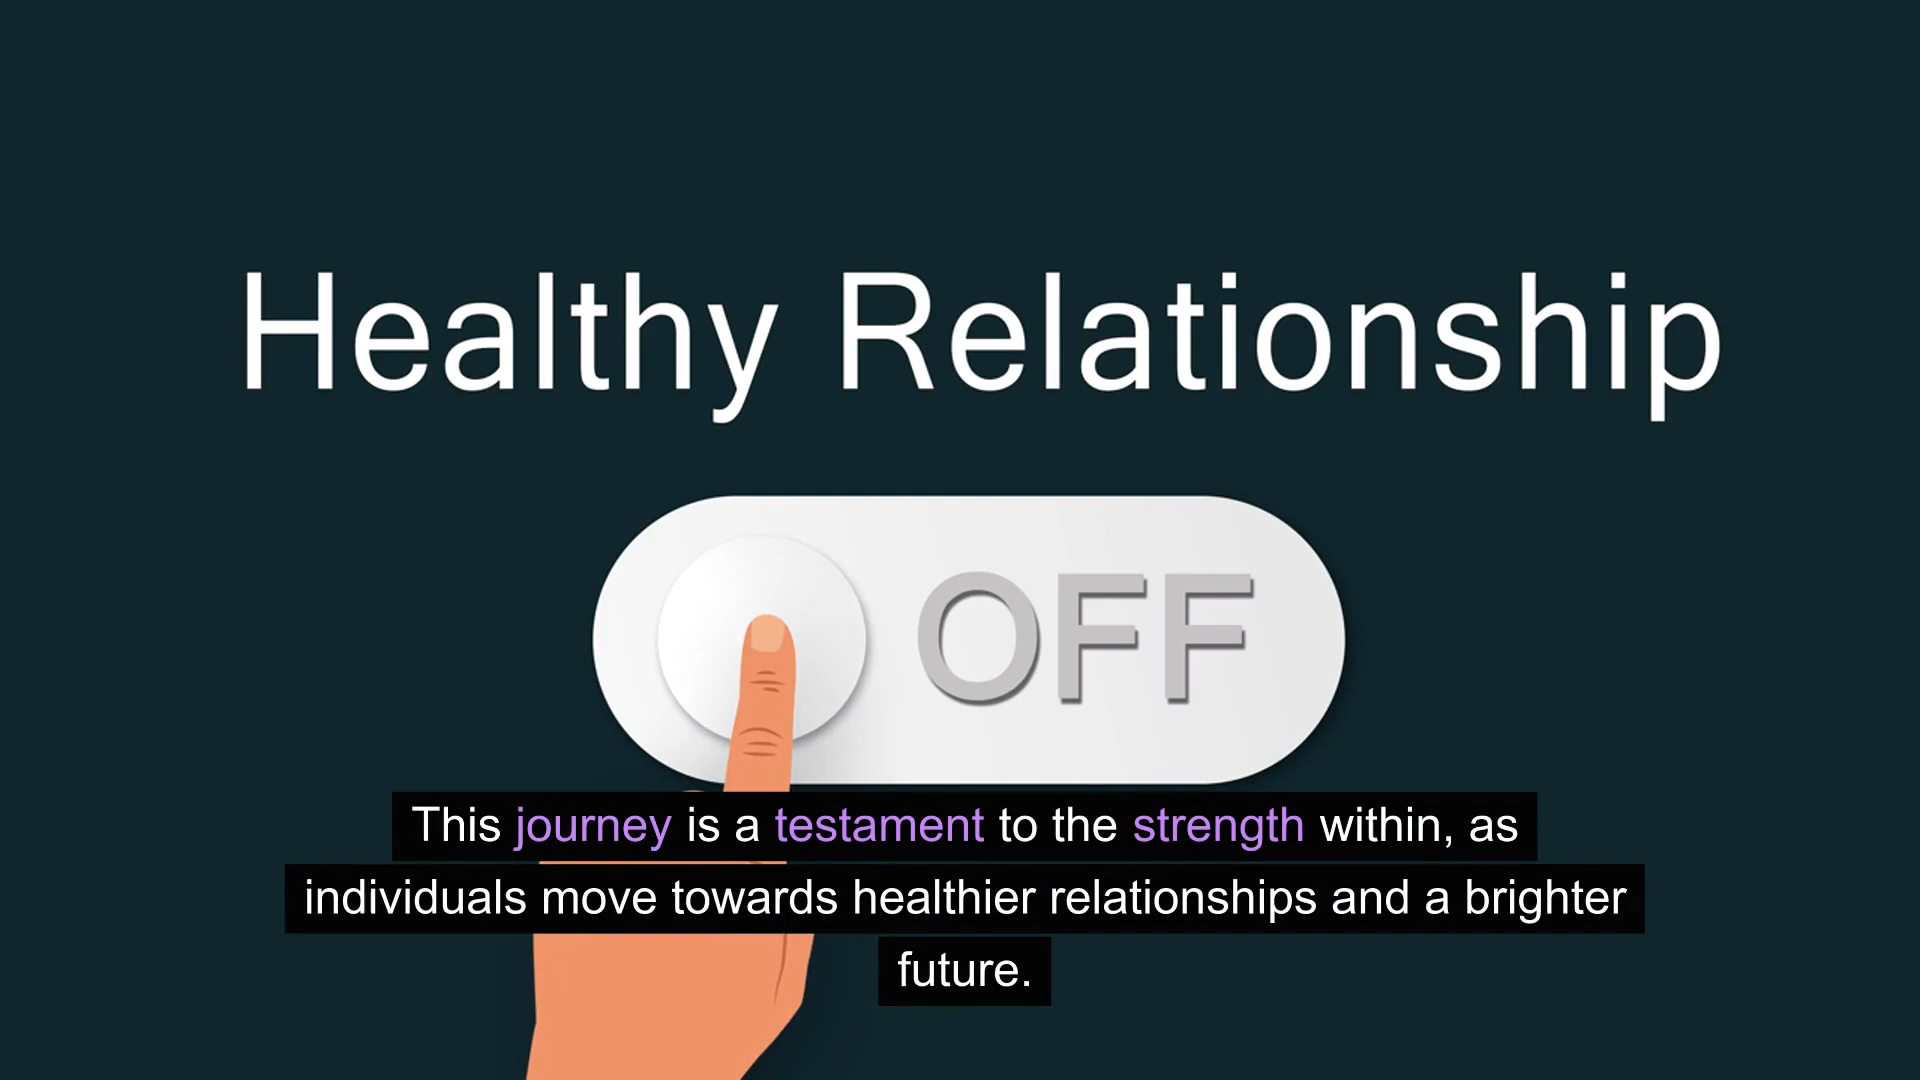 Healthy Relationship
OFF
This journey is a testament to the strength within, as
individuals move towards healthier relationships and a brighter
future.